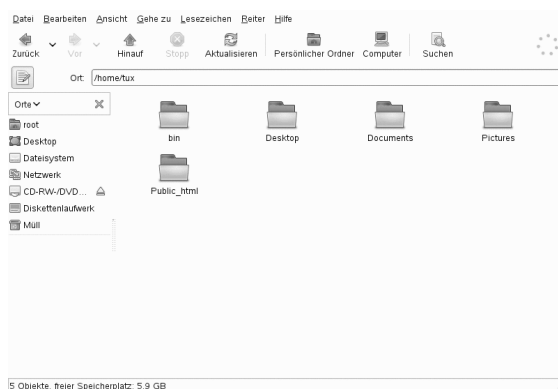 Datei Bearbeiten Ansicht Gehe zu Lesezeichen Reiter Hilfe
Zurück Vor Hinauf Stopp Aktualisieren Persönlicher Ordner Computer Suchen
Ort: /home/tux
Orte
root
Desktop
Dateisystem
Netzwerk
CD-RW-/DVD...
Diskettenlaufwerk
Müll
bin Desktop Documents Pictures
Public_html
5 Objekte, freier Speicherplatz: 5,9 GB